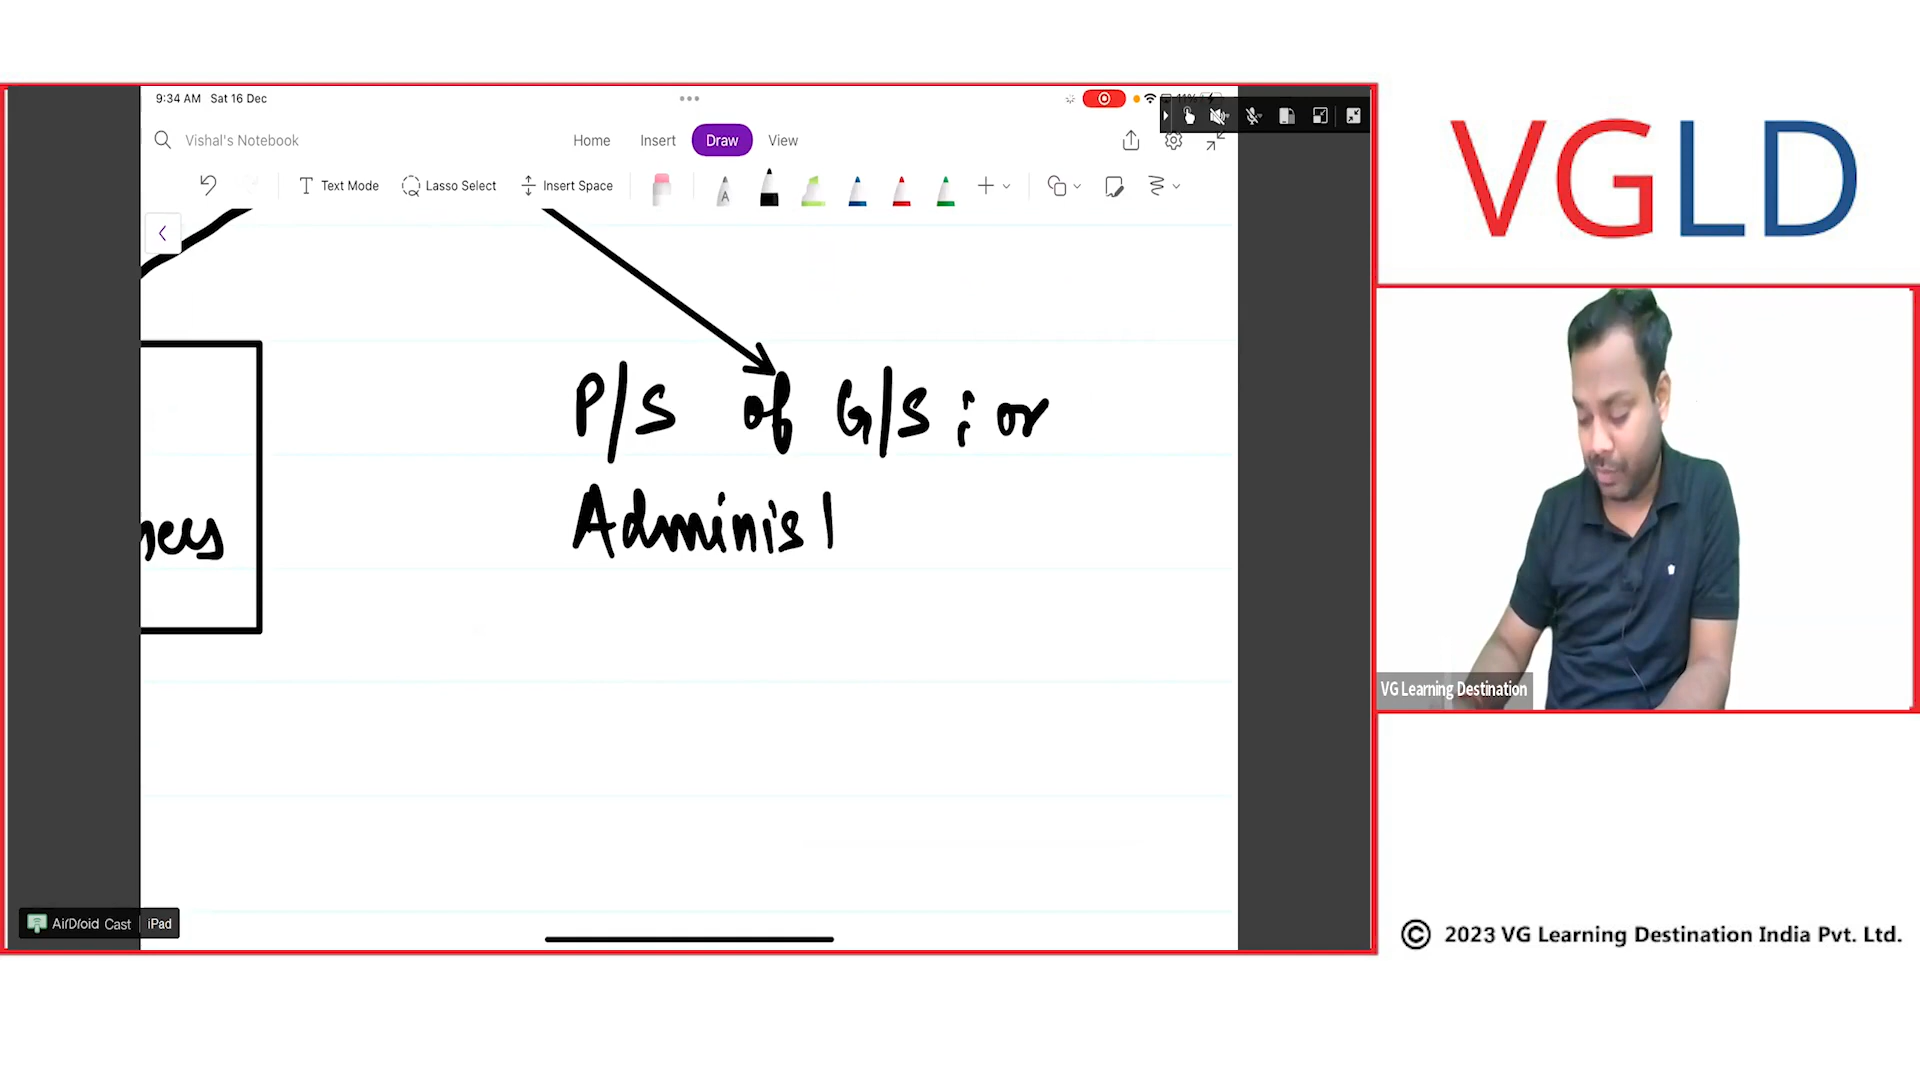 9:34 AM Sat 16 Dec
11%
Vishal's Notebook
Home Insert Draw View
Text Mode Lasso Select Insert Space
VGLD
P/S of G/S ; or
Adminis
VG Learning Destination
AirDroid Cast iPad
© 2023 VG Learning Destination India Pvt. Ltd.